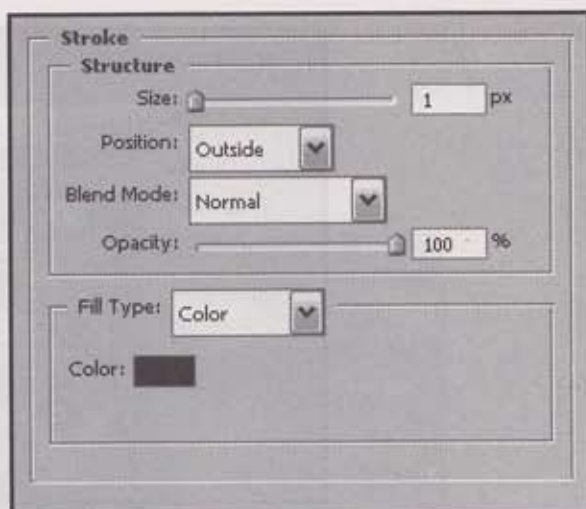 Stroke
Structure
Size: 1 px
Position: Outside
Blend Mode: Normal
Opacity: 100 %
Fill Type: Color
Color: